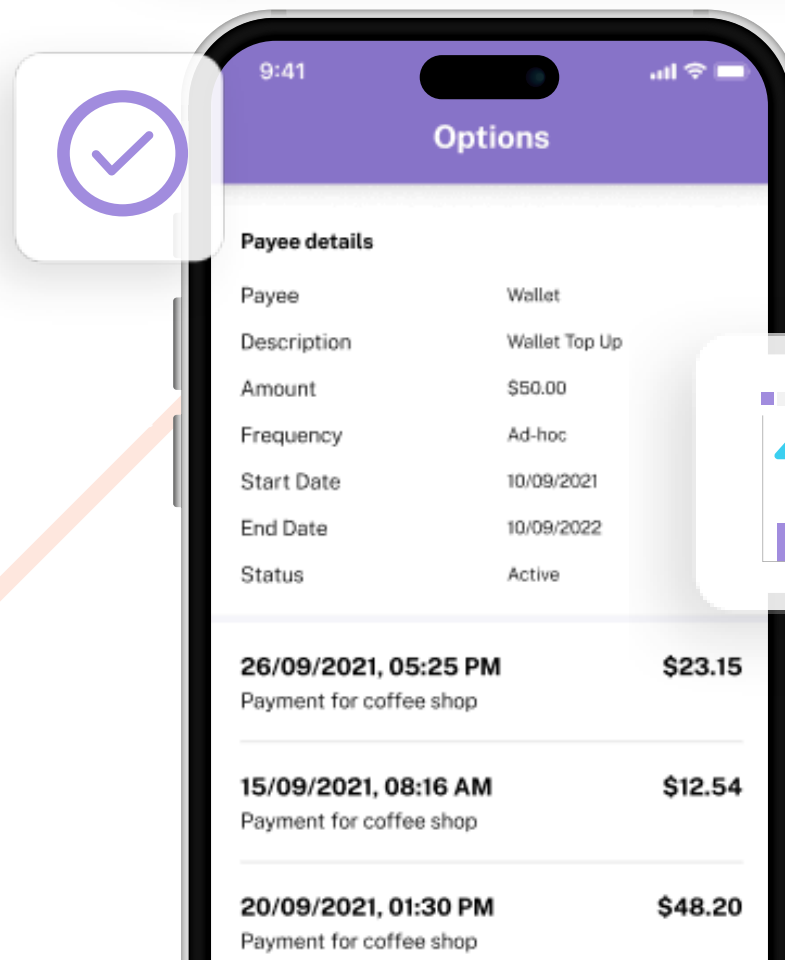 9:41
Options
Payee details
Payee Wallet
Description Wallet Top Up
Amount $50.00
Frequency Ad-hoc
Start Date 10/09/2021
End Date 10/09/2022
Status Active
26/09/2021, 05:25 PM $23.15
Payment for coffee shop
15/09/2021, 08:16 AM $12.54
Payment for coffee shop
20/09/2021, 01:30 PM $48.20
Payment for coffee shop